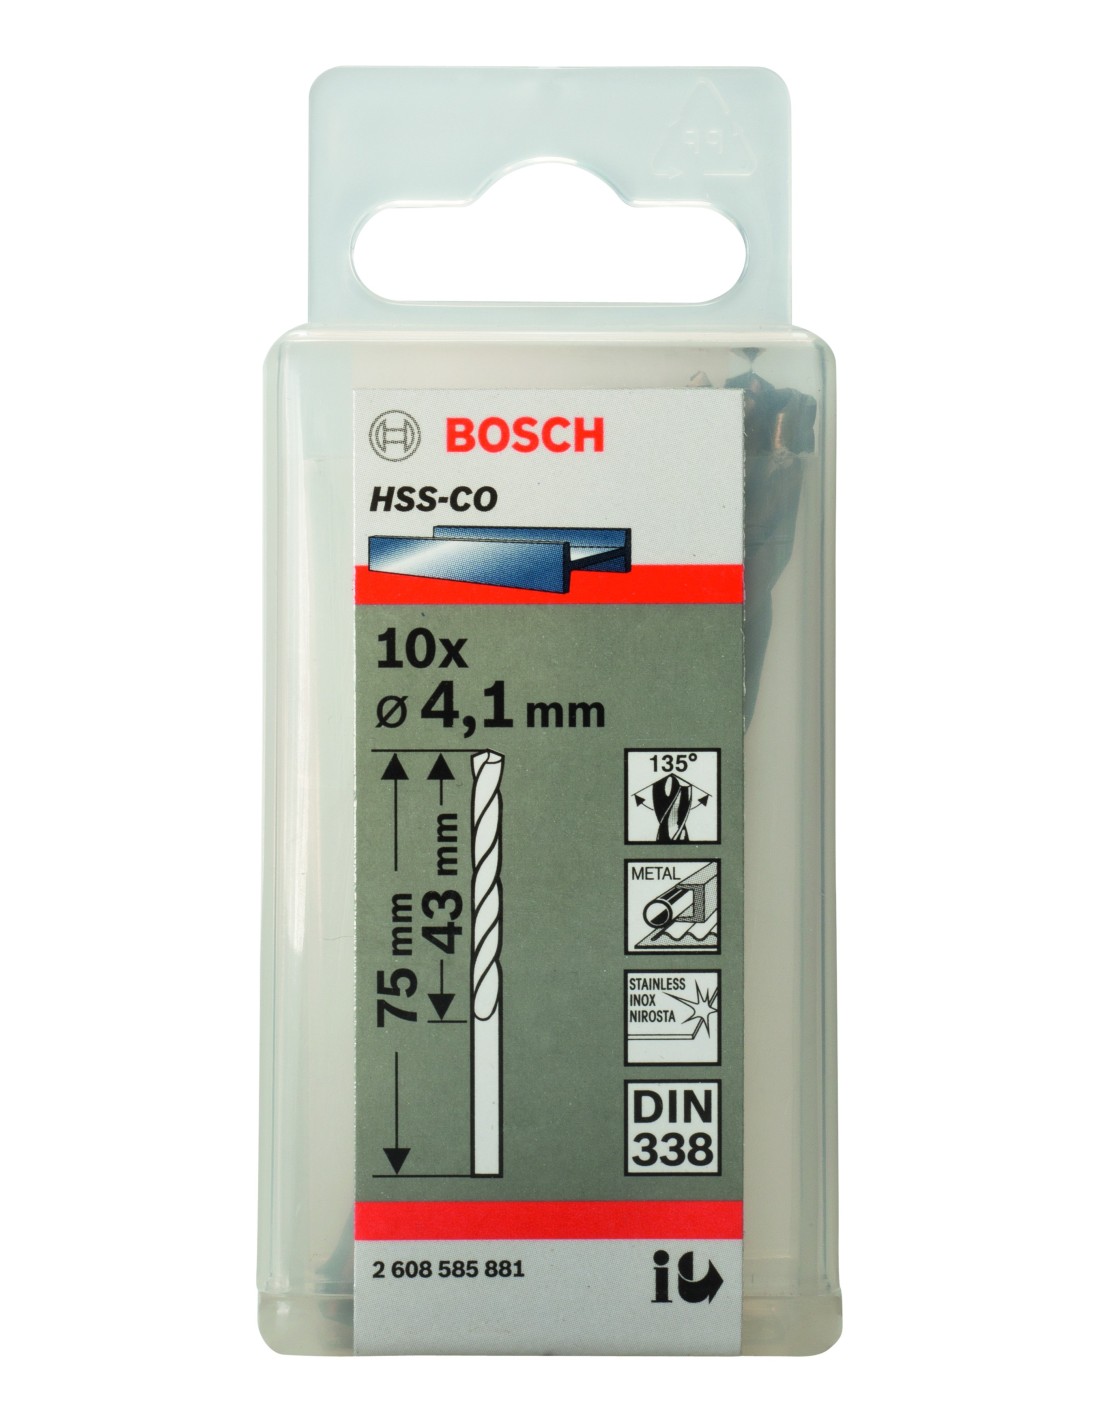 PP
BOSCH
HSS-CO
10x
Ø 4,1 mm
75 mm
43 mm
135°
METAL
STAINLESS
INOX
NIROSTA
DIN
338
2 608 585 881